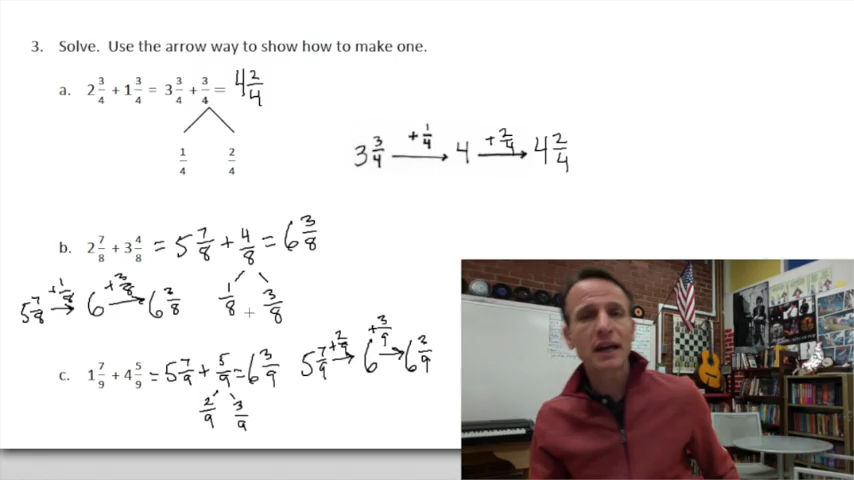 3. Solve. Use the arrow way to show how to make one.
a. 2 3/4 + 1 3/4 = 3 3/4 + 3/4 = 4 2/4
1/4 2/4
3 3/4 +1/4 → 4 +2/4 → 4 2/4
b. 2 7/8 + 3 4/8 = 5 7/8 + 4/8 = 6 3/8
1/8 + 3/8
5 7/8 +1/8 → 6 +3/8 → 6 3/8
c. 1 7/9 + 4 5/9 = 5 7/9 + 5/9 = 6 3/9
2/9 3/9
5 7/9 +2/9 → 6 +3/9 → 6 3/9